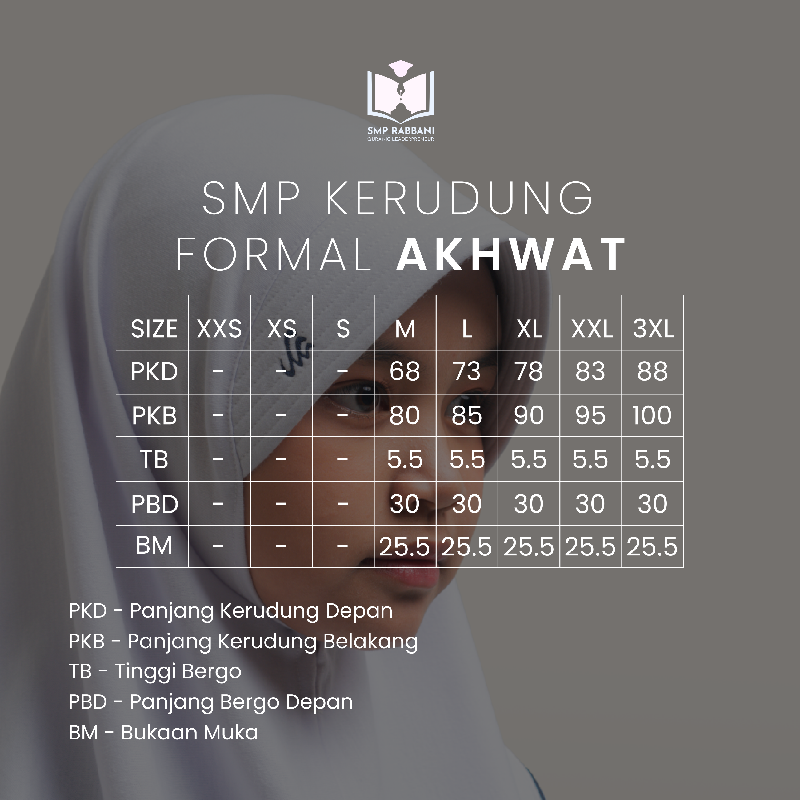 SMP RABBANI
QURANIC LEADERPRENEUR
SMP KERUDUNG
FORMAL AKHWAT
SIZE XXS XS S M L XL XXL 3XL
PKD - - - 68 73 78 83 88
PKB - - - 80 85 90 95 100
TB - - - 5.5 5.5 5.5 5.5 5.5
PBD - - - 30 30 30 30 30
BM - - - 25.5 25.5 25.5 25.5 25.5
PKD - Panjang Kerudung Depan
PKB - Panjang Kerudung Belakang
TB - Tinggi Bergo
PBD - Panjang Bergo Depan
BM - Bukaan Muka